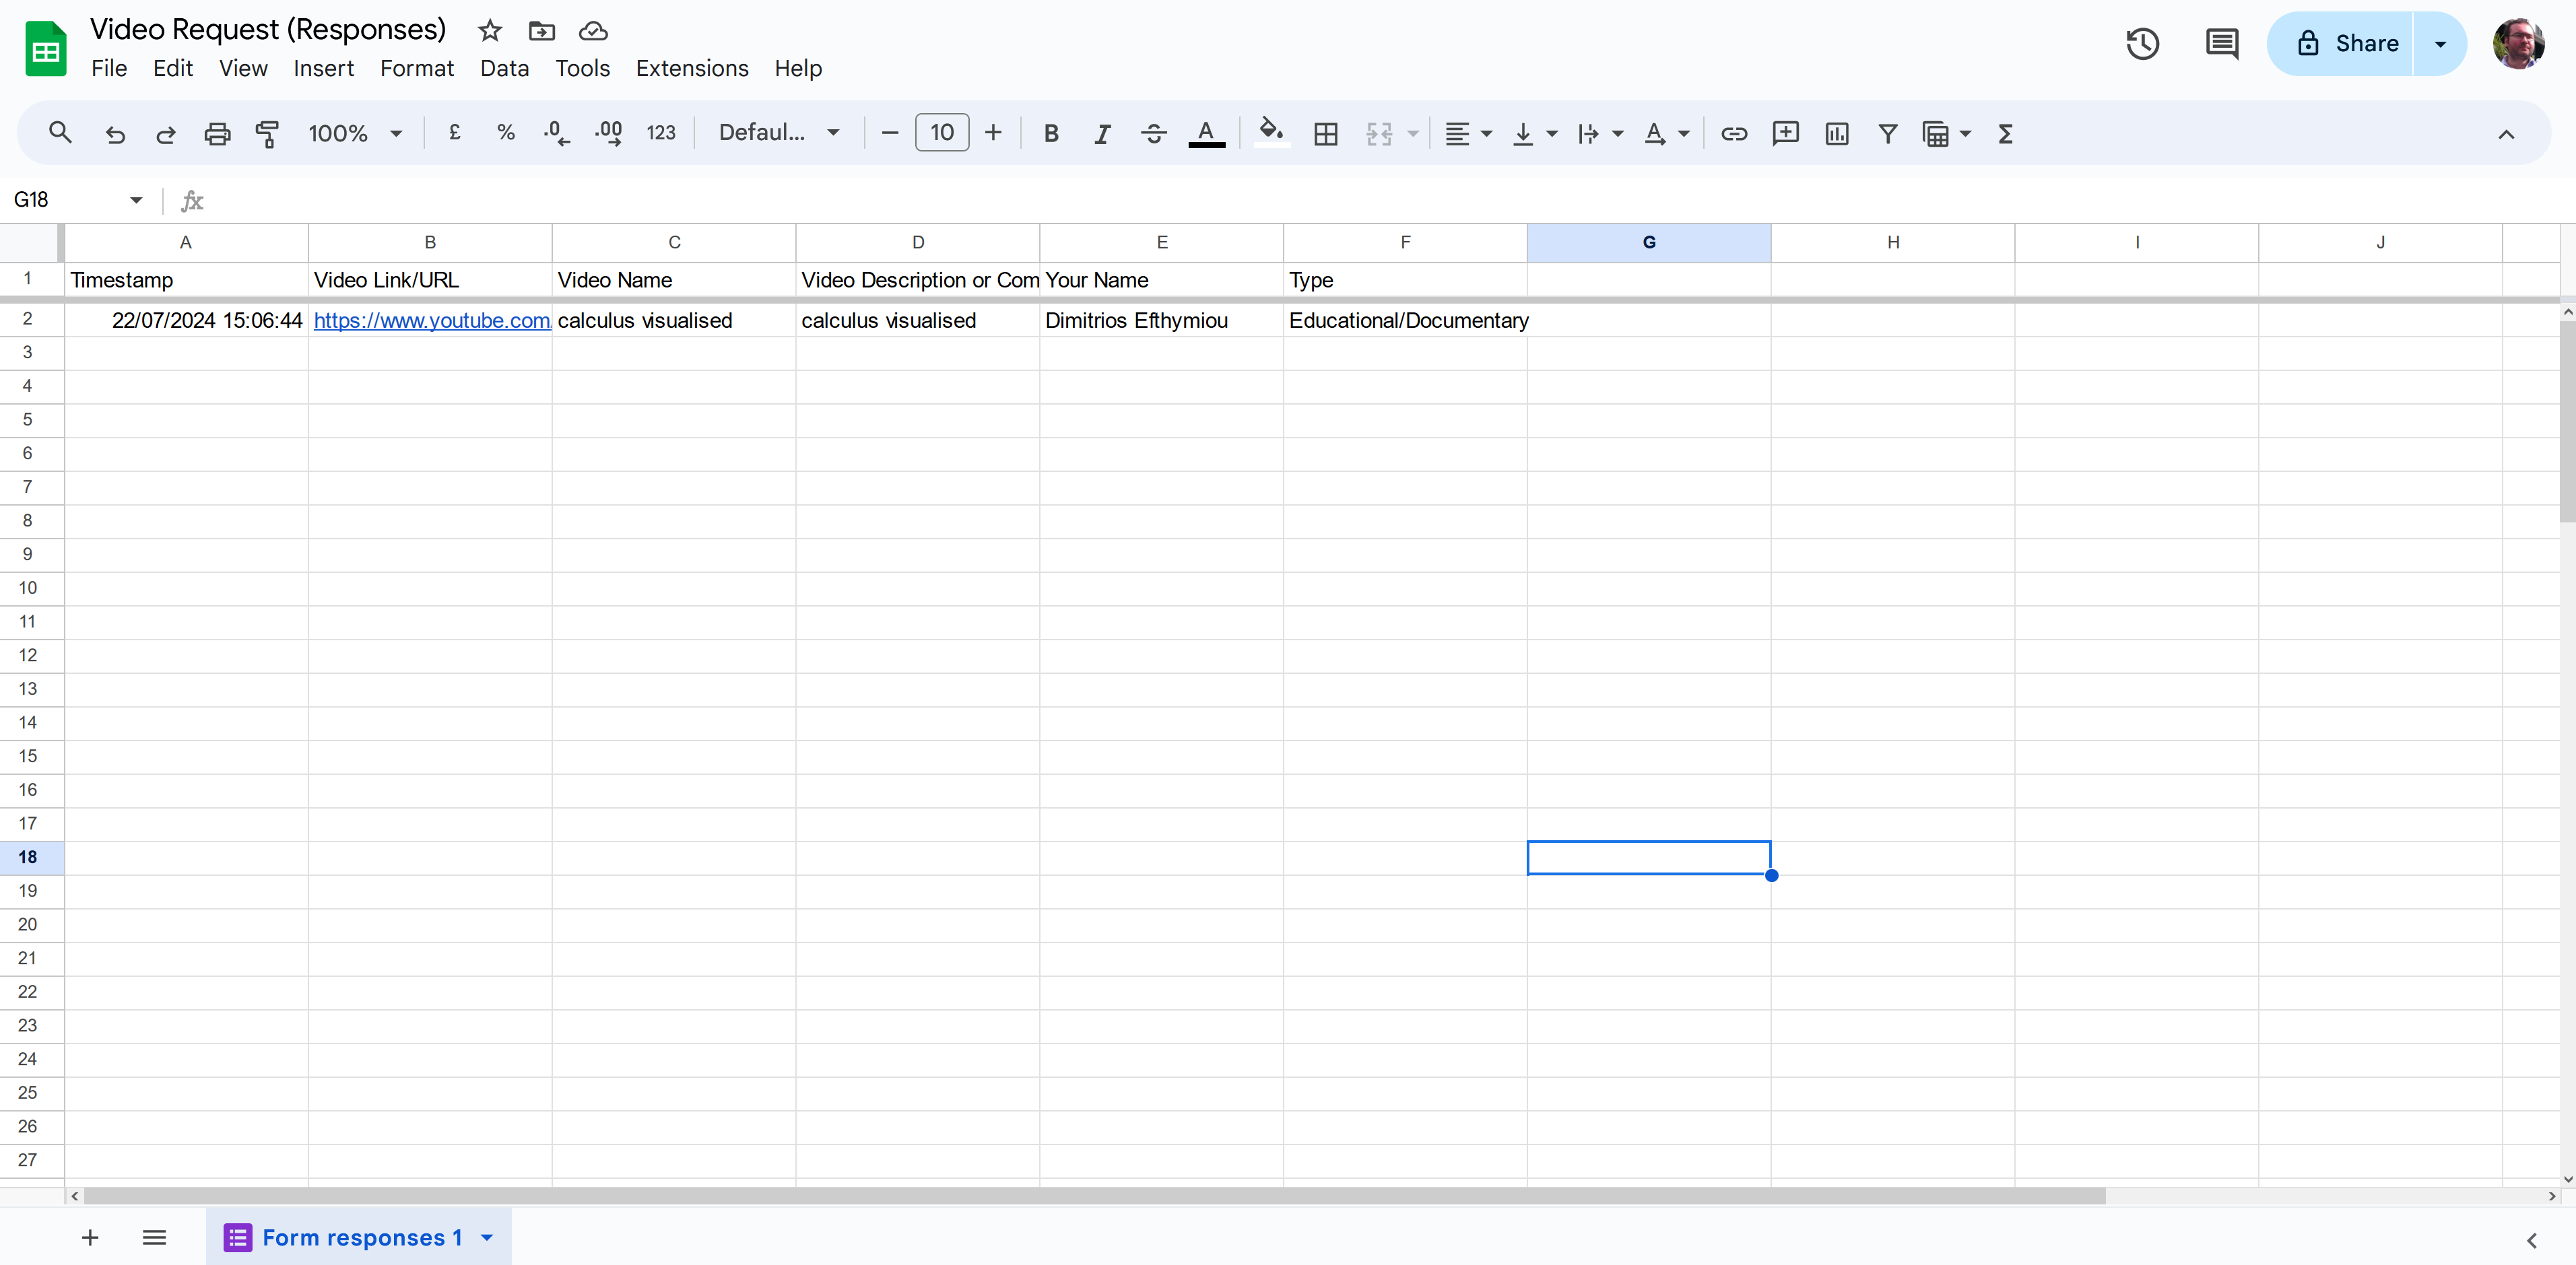 Video Request (Responses)
File Edit View Insert Format Data Tools Extensions Help
Share
100% £ % .0 .00 123 Defaul... 10 B I S A A Σ
G18 fx
A B C D E F G H I J
1 Timestamp Video Link/URL Video Name Video Description or Com Your Name Type
2 22/07/2024 15:06:44 https://www.youtube.com. calculus visualised calculus visualised Dimitrios Efthymiou Educational/Documentary
3
4
5
6
7
8
9
10
11
12
13
14
15
16
17
18
19
20
21
22
23
24
25
26
27
Form responses 1